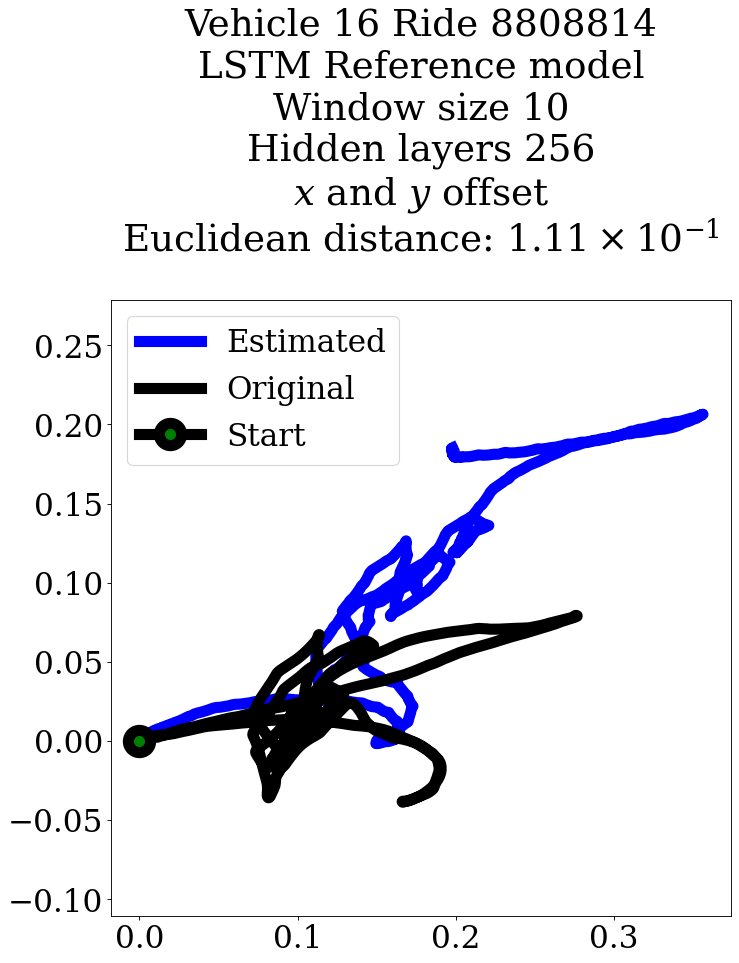 Vehicle 16 Ride 8808814
LSTM Reference model
Window size 10
Hidden layers 256
x and y offset
Euclidean distance: 1.11 × 10⁻¹
Estimated
Original
Start
0.25
0.20
0.15
0.10
0.05
0.00
−0.05
−0.10
0.0 0.1 0.2 0.3